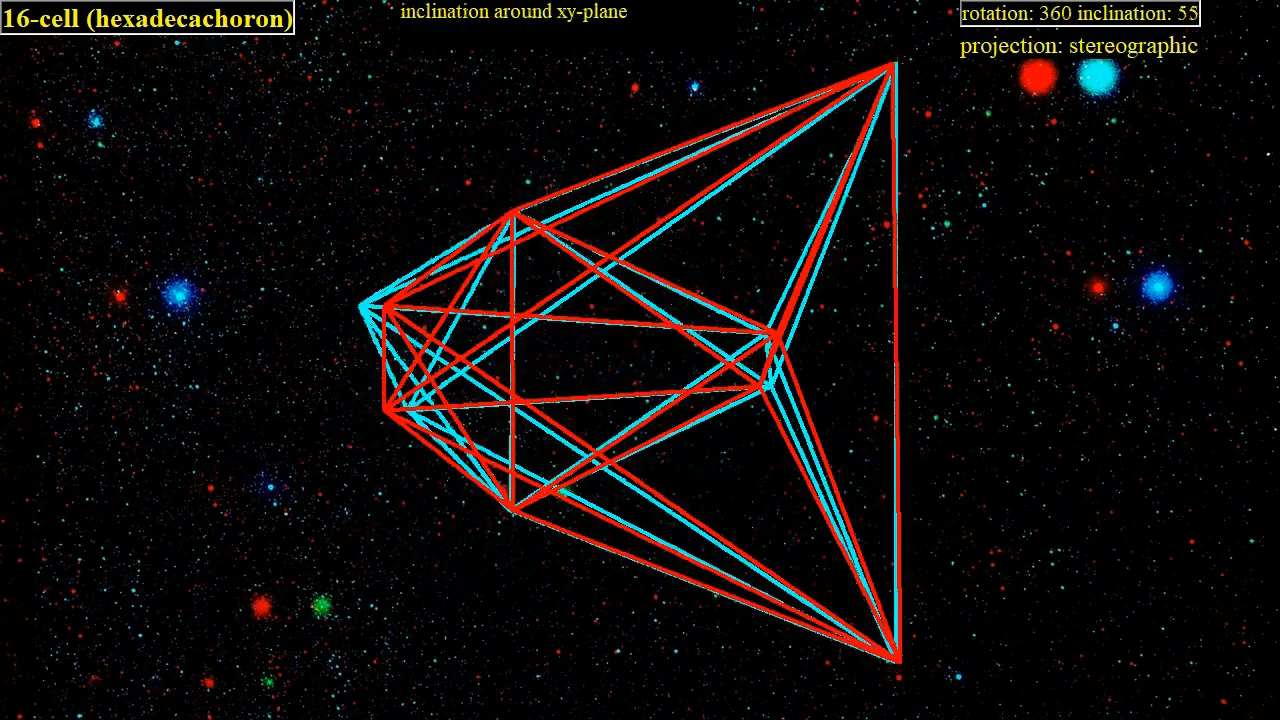 16-cell (hexadecachoron)
inclination around xy-plane
rotation: 360 inclination: 55
projection: stereographic